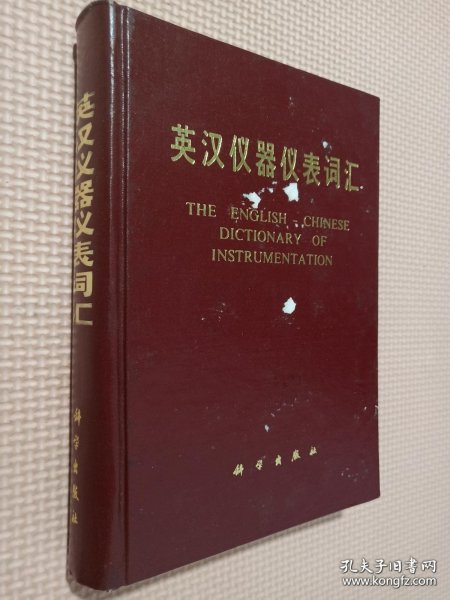 英汉仪器仪表词汇
科学出版社
英汉仪器仪表词汇
THE ENGLISH - CHINESE
DICTIONARY OF
INSTRUMENTATION
科学出版社
孔夫子旧书网
www.kongfz.com